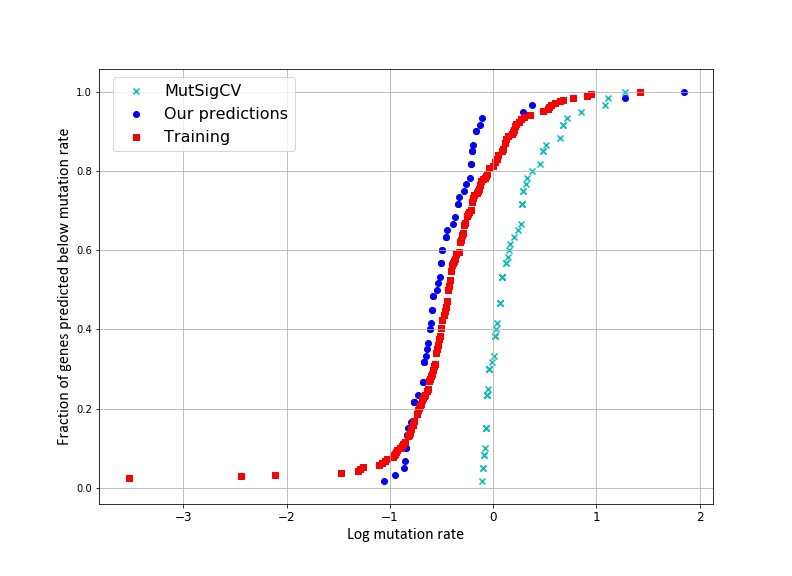 MutSigCV
Our predictions
Training
Fraction of genes predicted below mutation rate
1.0
0.8
0.6
0.4
0.2
0.0
−3 −2 −1 0 1 2
Log mutation rate